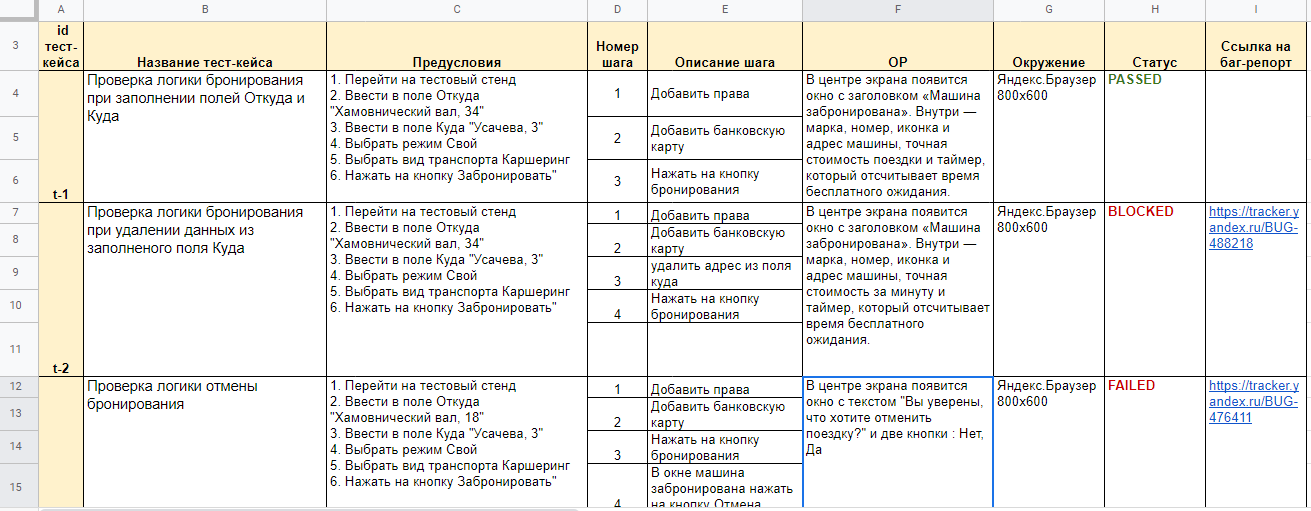 A B C D E F G H I
3
id
тест-
кейса
Название тест-кейса
Предусловия
Номер
шага
Описание шага
ОР
Окружение
Статус
Ссылка на
баг-репорт
4
5
6
t-1
Проверка логики бронирования
при заполнении полей Откуда и
Куда
1. Перейти на тестовый стенд
2. Ввести в поле Откуда
"Хамовнический вал, 34"
3. Ввести в поле Куда "Усачева, 3"
4. Выбрать режим Свой
5. Выбрать вид транспорта Каршеринг
6. Нажать на кнопку Забронировать"
1
Добавить права
2
Добавить банковскую
карту
3
Нажать на кнопку
бронирования
В центре экрана появится
окно с заголовком «Машина
забронирована». Внутри —
марка, номер, иконка и
адрес машины, точная
стоимость поездки и таймер,
который отсчитывает время
бесплатного ожидания.
Яндекс.Браузер
800x600
PASSED
7
8
9
10
11
t-2
Проверка логики бронирования
при удалении данных из
заполненого поля Куда
1. Перейти на тестовый стенд
2. Ввести в поле Откуда
"Хамовнический вал, 34"
3. Ввести в поле Куда "Усачева, 3"
4. Выбрать режим Свой
5. Выбрать вид транспорта Каршеринг
6. Нажать на кнопку Забронировать"
1
Добавить права
2
Добавить банковскую
карту
3
удалить адрес из поля
куда
4
Нажать на кнопку
бронирования
В центре экрана появится
окно с заголовком «Машина
забронирована». Внутри —
марка, номер, иконка и
адрес машины, точная
стоимость за минуту и
таймер, который отсчитывает
время бесплатного
ожидания.
Яндекс.Браузер
800x600
BLOCKED
https://tracker.y
andex.ru/BUG-
488218
12
13
14
15
Проверка логики отмены
бронирования
1. Перейти на тестовый стенд
2. Ввести в поле Откуда
"Хамовнический вал, 18"
3. Ввести в поле Куда "Усачева, 3"
4. Выбрать режим Свой
5. Выбрать вид транспорта Каршеринг
6. Нажать на кнопку Забронировать"
1
Добавить права
2
Добавить банковскую
карту
3
Нажать на кнопку
бронирования
4
В окне машина
забронирована нажать
на кнопку Отмена
В центре экрана появится
окно с текстом "Вы уверены,
что хотите отменить
поездку?" и две кнопки : Нет,
Да
Яндекс.Браузер
800x600
FAILED
https://tracker.y
andex.ru/BUG-
476411